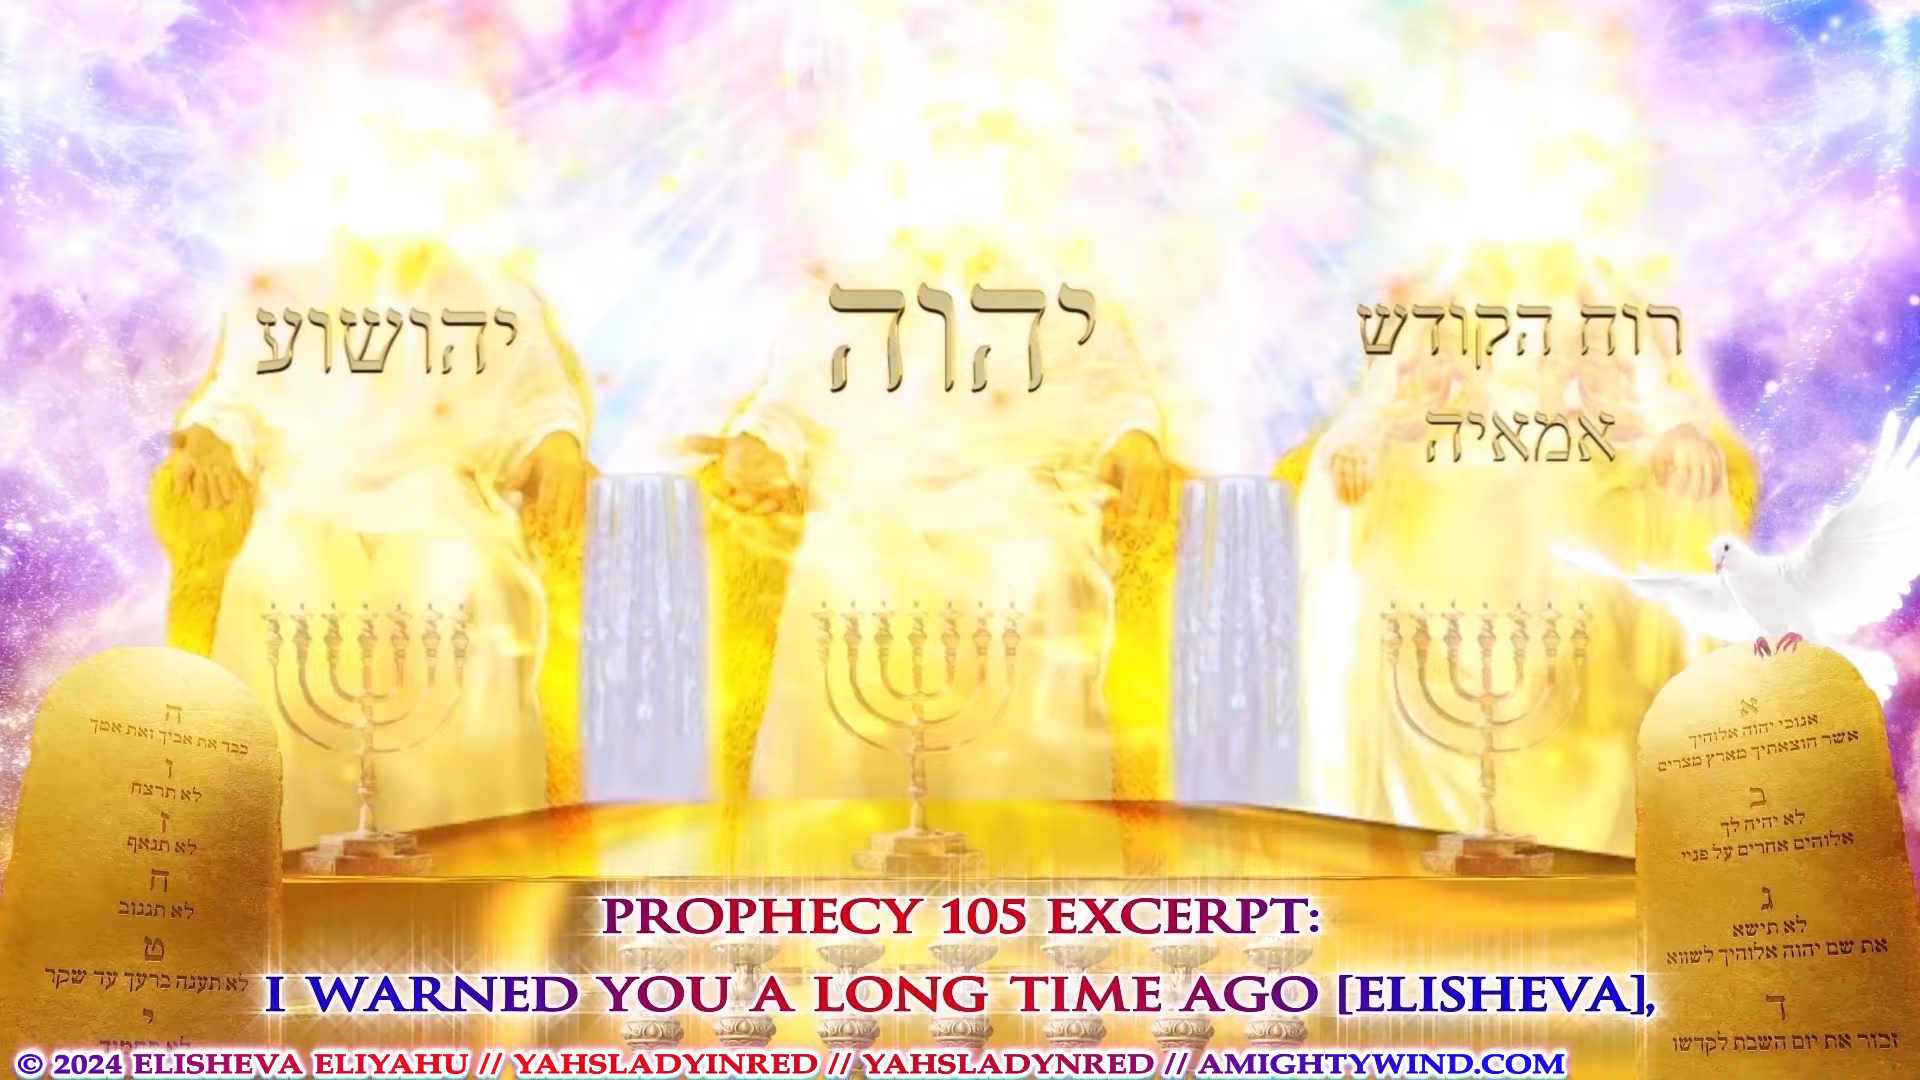 יהושוע
יהוה
רוח הקודש
אמאיה
ה
כבד את אביך ואת אמך
ו
לא תרצח
ז
לא תנאף
ח
לא תגנוב
ט
לא תענה ברעך עד שקר
י
א
אנוכי יהוה אלוהיך
אשר הוצאתיך מארץ מצרים
ב
לא יהיה לך
אלוהים אחרים על פניי
ג
לא תישא
את שם יהוה אלוהיך לשווא
ד
זכור את יום השבת לקדשו
PROPHECY 105 EXCERPT:
I WARNED YOU A LONG TIME AGO [ELISHEVA],
© 2024 ELISHEVA ELIYAHU // YAHSLADYINRED // YAHSLADYNRED // AMIGHTYWIND.COM